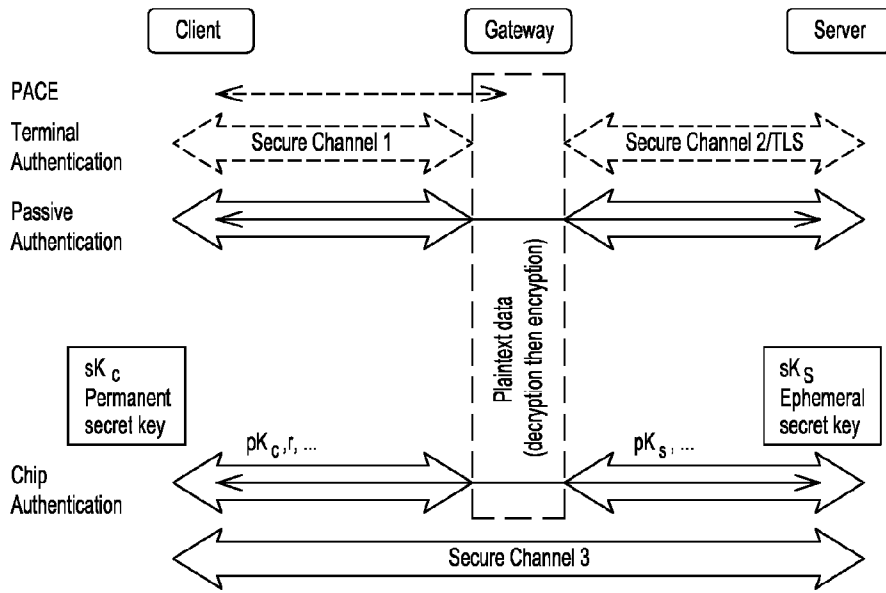 Client
Gateway
Server
PACE
Terminal
Authentication
Secure Channel 1
Secure Channel 2/TLS
Passive
Authentication
Plaintext data
(decryption then encryption)
sK c
Permanent
secret key
sK S
Ephemeral
secret key
pK c ,r, ...
pK s , ...
Chip
Authentication
Secure Channel 3